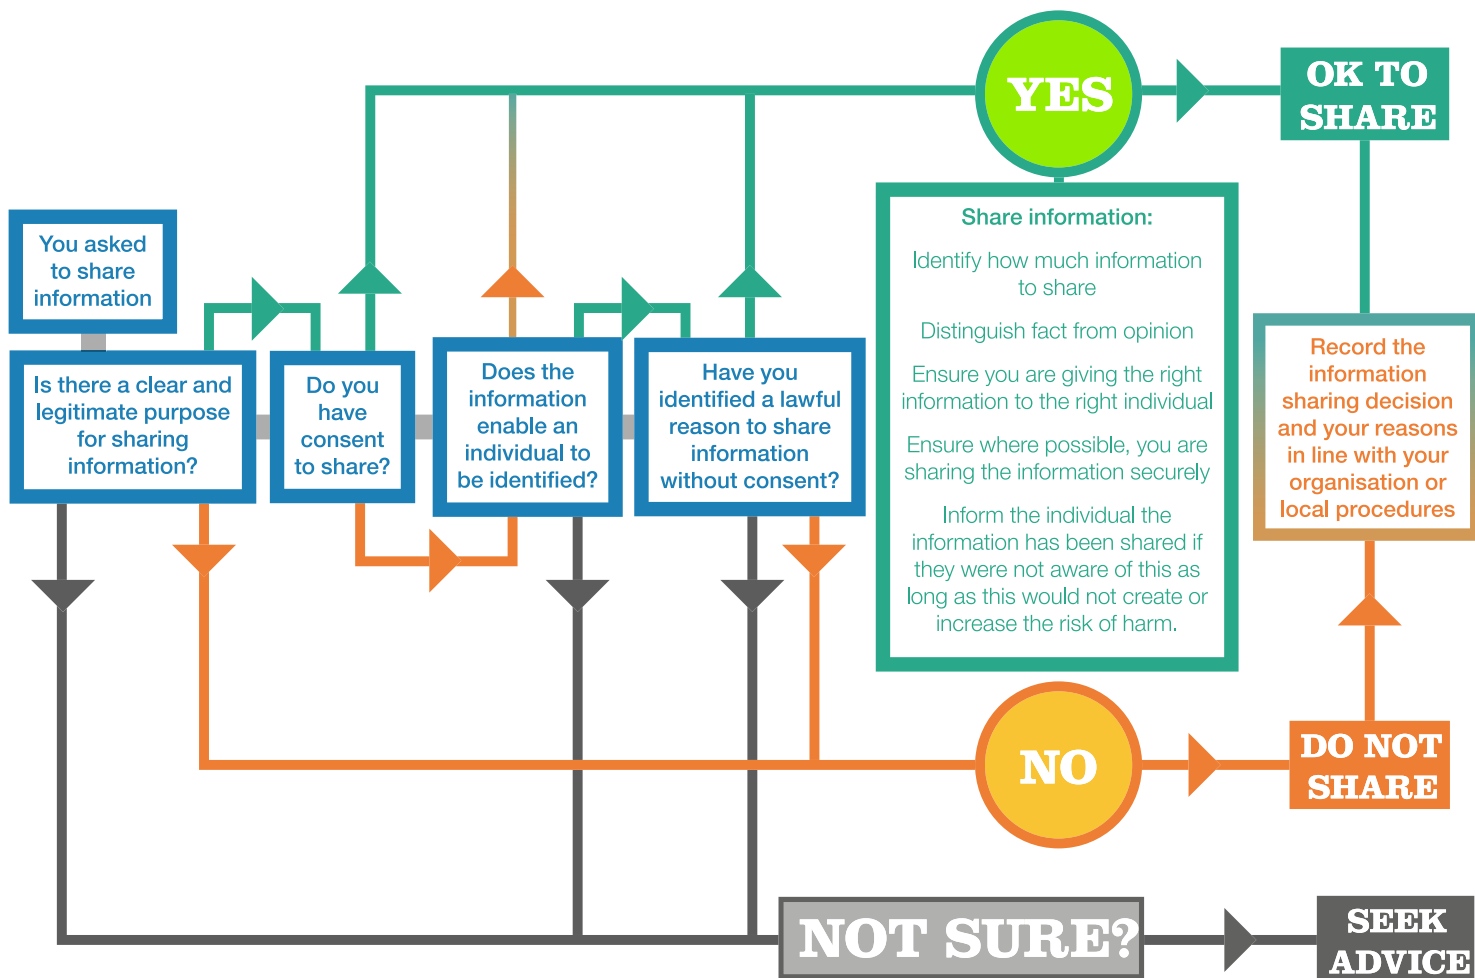 You asked
to share
information
Is there a clear and
legitimate purpose
for sharing
information?
Do you
have
consent
to share?
Does the
information
enable an
individual to
be identified?
Have you
identified a lawful
reason to share
information
without consent?
YES
OK TO
SHARE
Share information:
Identify how much information
to share
Distinguish fact from opinion
Ensure you are giving the right
information to the right individual
Ensure where possible, you are
sharing the information securely
Inform the individual the
information has been shared if
they were not aware of this as
long as this would not create or
increase the risk of harm.
Record the
information
sharing decision
and your reasons
in line with your
organisation or
local procedures
NO
DO NOT
SHARE
NOT SURE?
SEEK
ADVICE